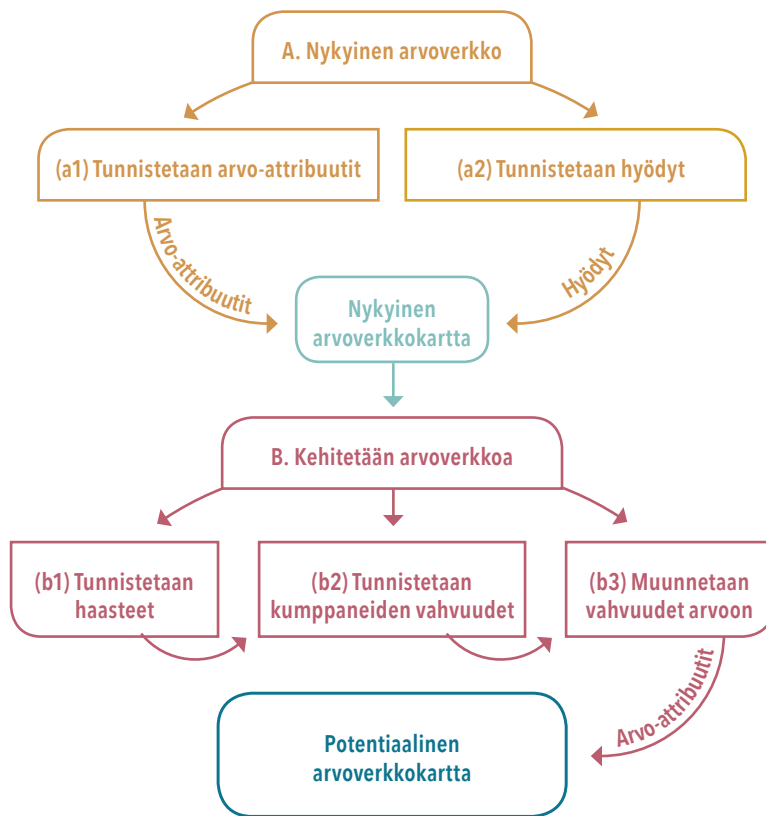 A. Nykyinen arvoverkko
(a1) Tunnistetaan arvo-attribuutit
(a2) Tunnistetaan hyödyt
Arvo-attribuutit
Hyödyt
Nykyinen
arvoverkkokartta
B. Kehitetään arvoverkkoa
(b1) Tunnistetaan
haasteet
(b2) Tunnistetaan
kumppaneiden vahvuudet
(b3) Muunnetaan
vahvuudet arvoon
Arvo-attribuutit
Potentiaalinen
arvoverkkokartta